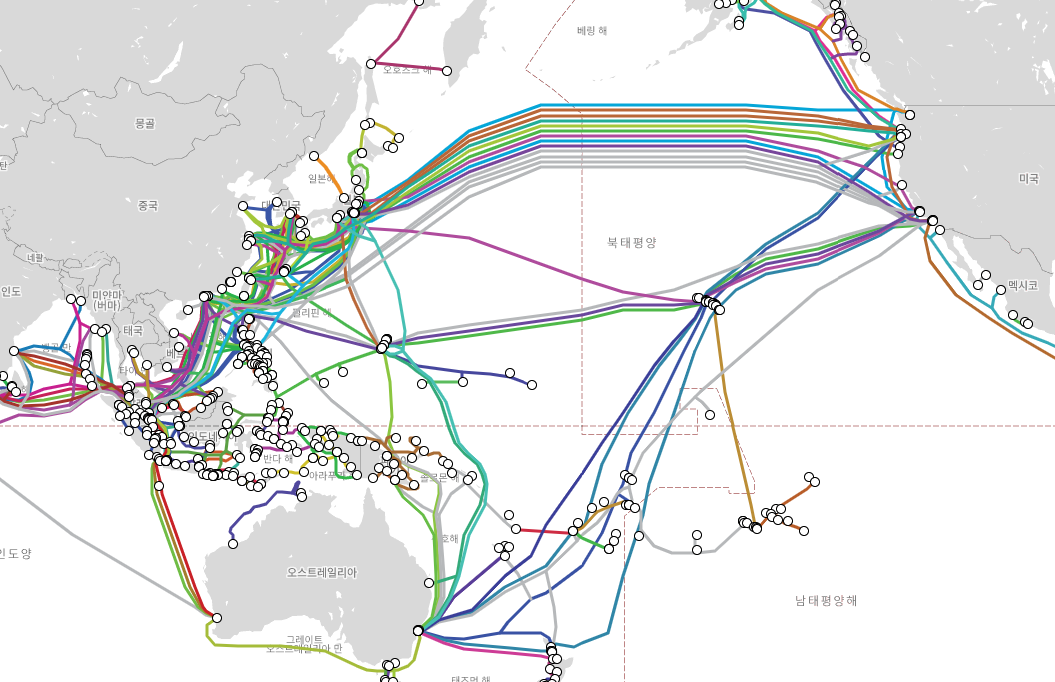 베링 해
오호츠크 해
몽골
탄
일본해
미국
중국
대한민국
북태평양
네팔
인도
미얀마
(버마)
멕시코
필리핀 해
태국
벵골 만
반다 해
아라푸라
솔로몬 해
산호해
인도양
오스트레일리아
남태평양해
그레이트
오스트레일리아 만
태즈먼 해